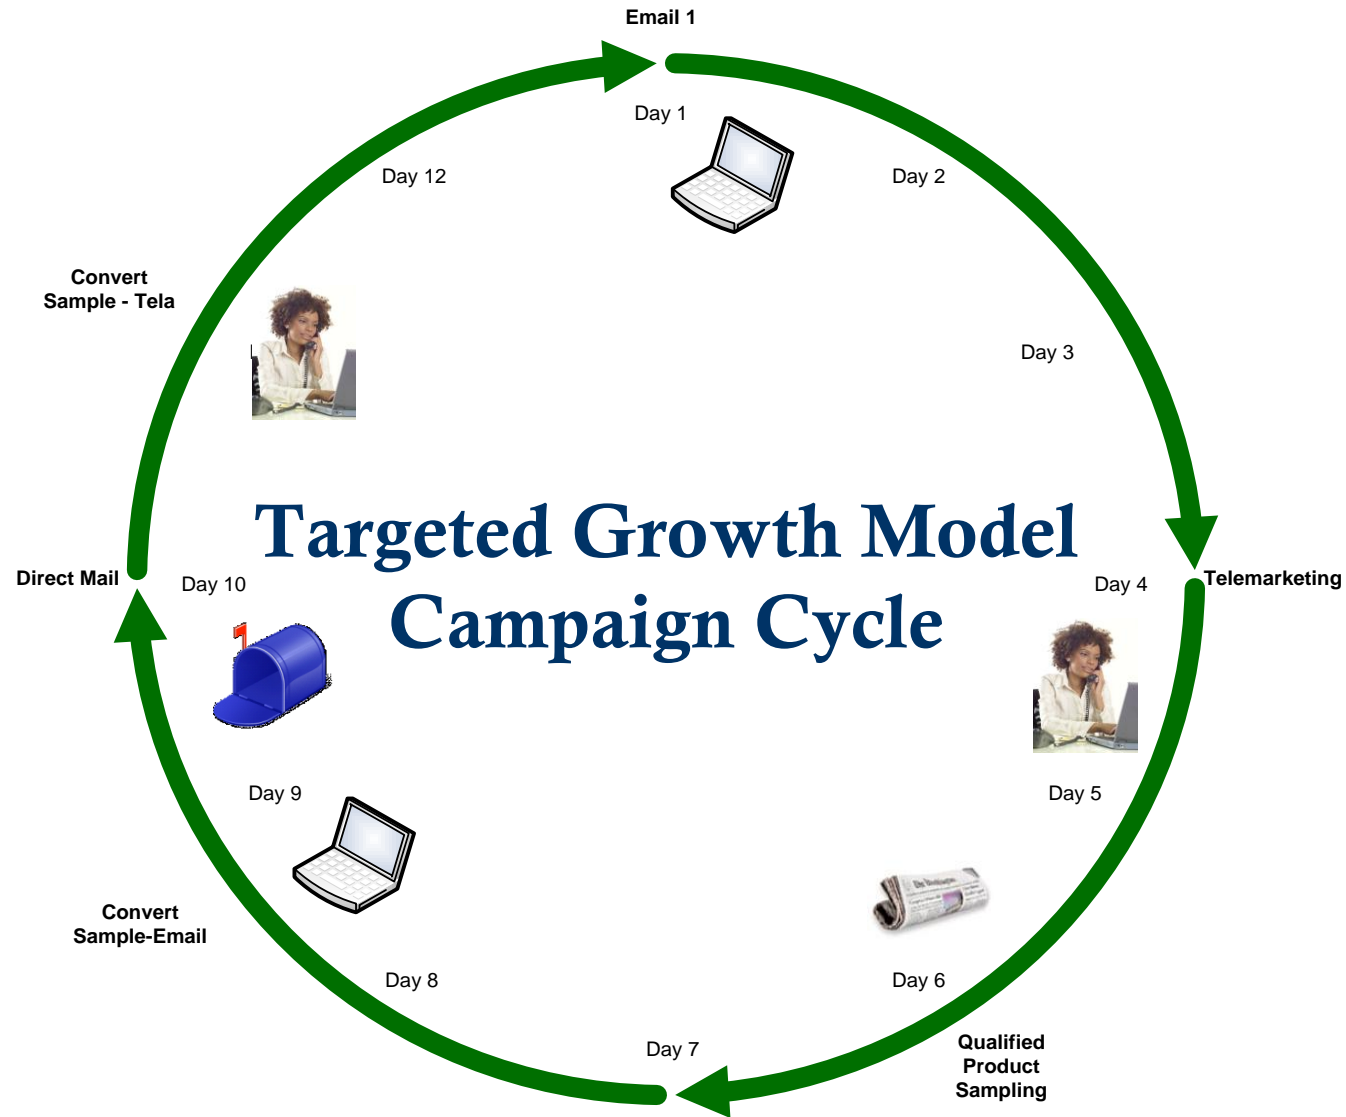 Email 1
Day 1
Day 12
Day 2
Convert
Sample - Tela
Day 3
Targeted Growth Model
Campaign Cycle
Direct Mail
Day 10
Day 4
Telemarketing
Day 9
Day 5
Convert
Sample-Email
Day 8
Day 6
Day 7
Qualified
Product
Sampling